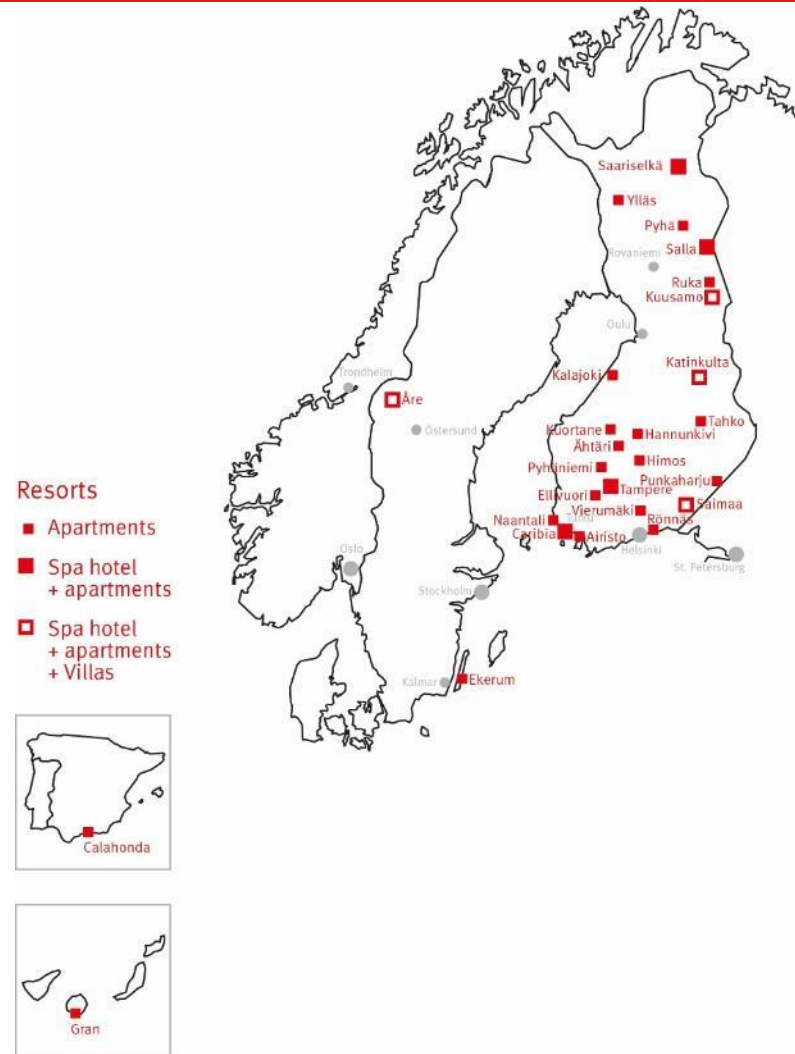 Saariselkä
Ylläs
Pyhä
Salla
Rovaniemi
Ruka
Kuusamo
Oulu
Katinkulta
Kalajoki
Trondheim
Åre
Tahko
Kuortane
Hannunkivi
Östersund
Ähtäri
Himos
Pyhäniemi
Punkaharju
Tampere
Ellivuori
Saimaa
Vierumäki
Naantali
Turku
Rönnäs
Caribia
Airisto
Helsinki
St. Petersburg
Oslo
Stockholm
Kalmar
Ekerum
Resorts
Apartments
Spa hotel
+ apartments
Spa hotel
+ apartments
+ Villas
Calahonda
Gran